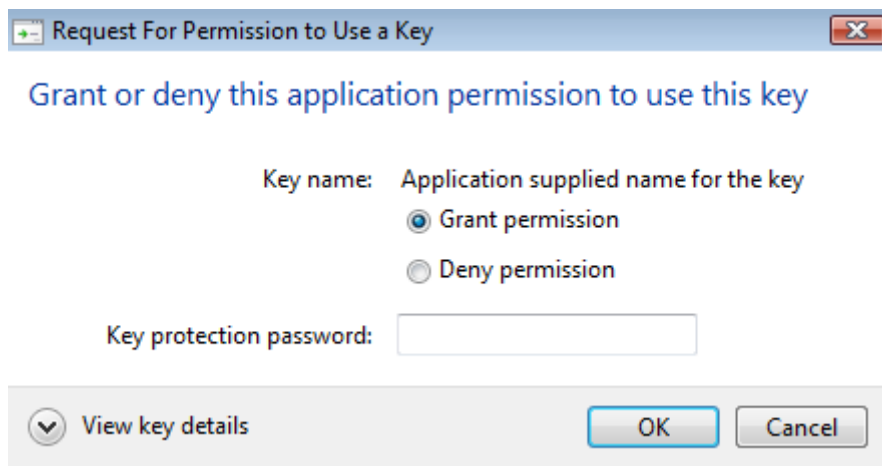 Request For Permission to Use a Key
Grant or deny this application permission to use this key
Key name: Application supplied name for the key
Grant permission
Deny permission
Key protection password:
View key details OK Cancel